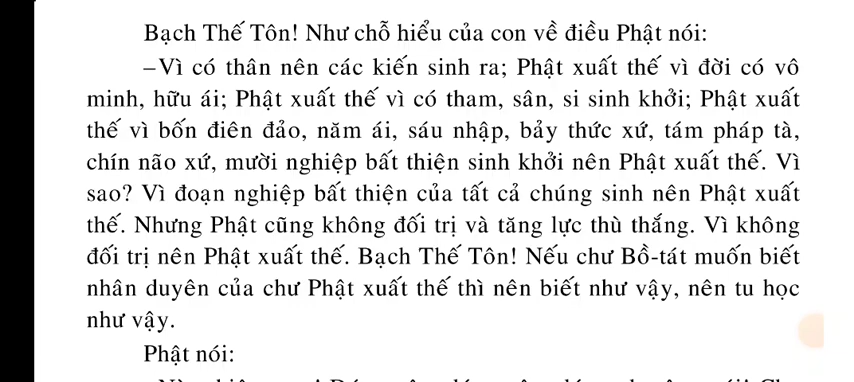 Bạch Thế Tôn! Như chỗ hiểu của con về điều Phật nói:
–Vì có thân nên các kiến sinh ra; Phật xuất thế vì đời có vô
minh, hữu ái; Phật xuất thế vì có tham, sân, si sinh khởi; Phật xuất
thế vì bốn điên đảo, năm ái, sáu nhập, bảy thức xứ, tám pháp tà,
chín não xứ, mười nghiệp bất thiện sinh khởi nên Phật xuất thế. Vì
sao? Vì đoạn nghiệp bất thiện của tất cả chúng sinh nên Phật xuất
thế. Nhưng Phật cũng không đối trị và tăng lực thù thắng. Vì không
đối trị nên Phật xuất thế. Bạch Thế Tôn! Nếu chư Bồ-tát muốn biết
nhân duyên của chư Phật xuất thế thì nên biết như vậy, nên tu học
như vậy.
Phật nói: